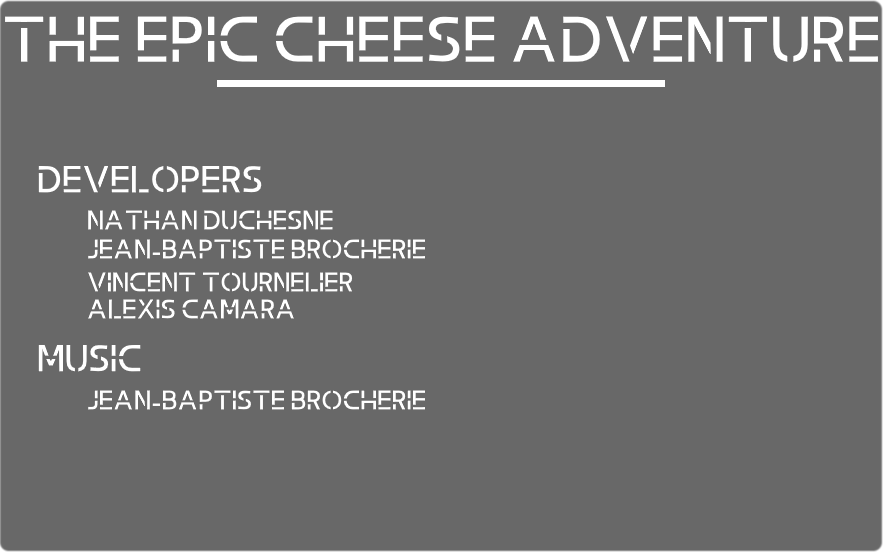 THE EPIC CHEESE ADVENTURE
DEVELOPERS
NATHAN DUCHESNE
JEAN-BAPTISTE BROCHERIE
VINCENT TOURNELIER
ALEXIS CAMARA
MUSIC
JEAN-BAPTISTE BROCHERIE